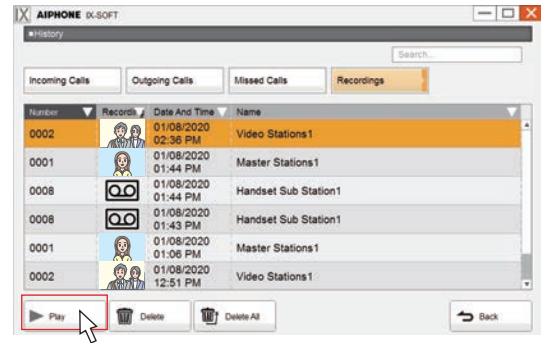 AIPHONE IX-SOFT
■History
Search...
Incoming Calls Outgoing Calls Missed Calls Recordings
Number Recordin Date And Time Name
0002 01/08/2020 02:36 PM Video Stations1
0001 01/08/2020 01:44 PM Master Stations1
0008 01/08/2020 01:44 PM Handset Sub Station1
0008 01/08/2020 01:43 PM Handset Sub Station1
0001 01/08/2020 01:06 PM Master Stations1
0002 01/08/2020 12:51 PM Video Stations1
Play Delete Delete All Back